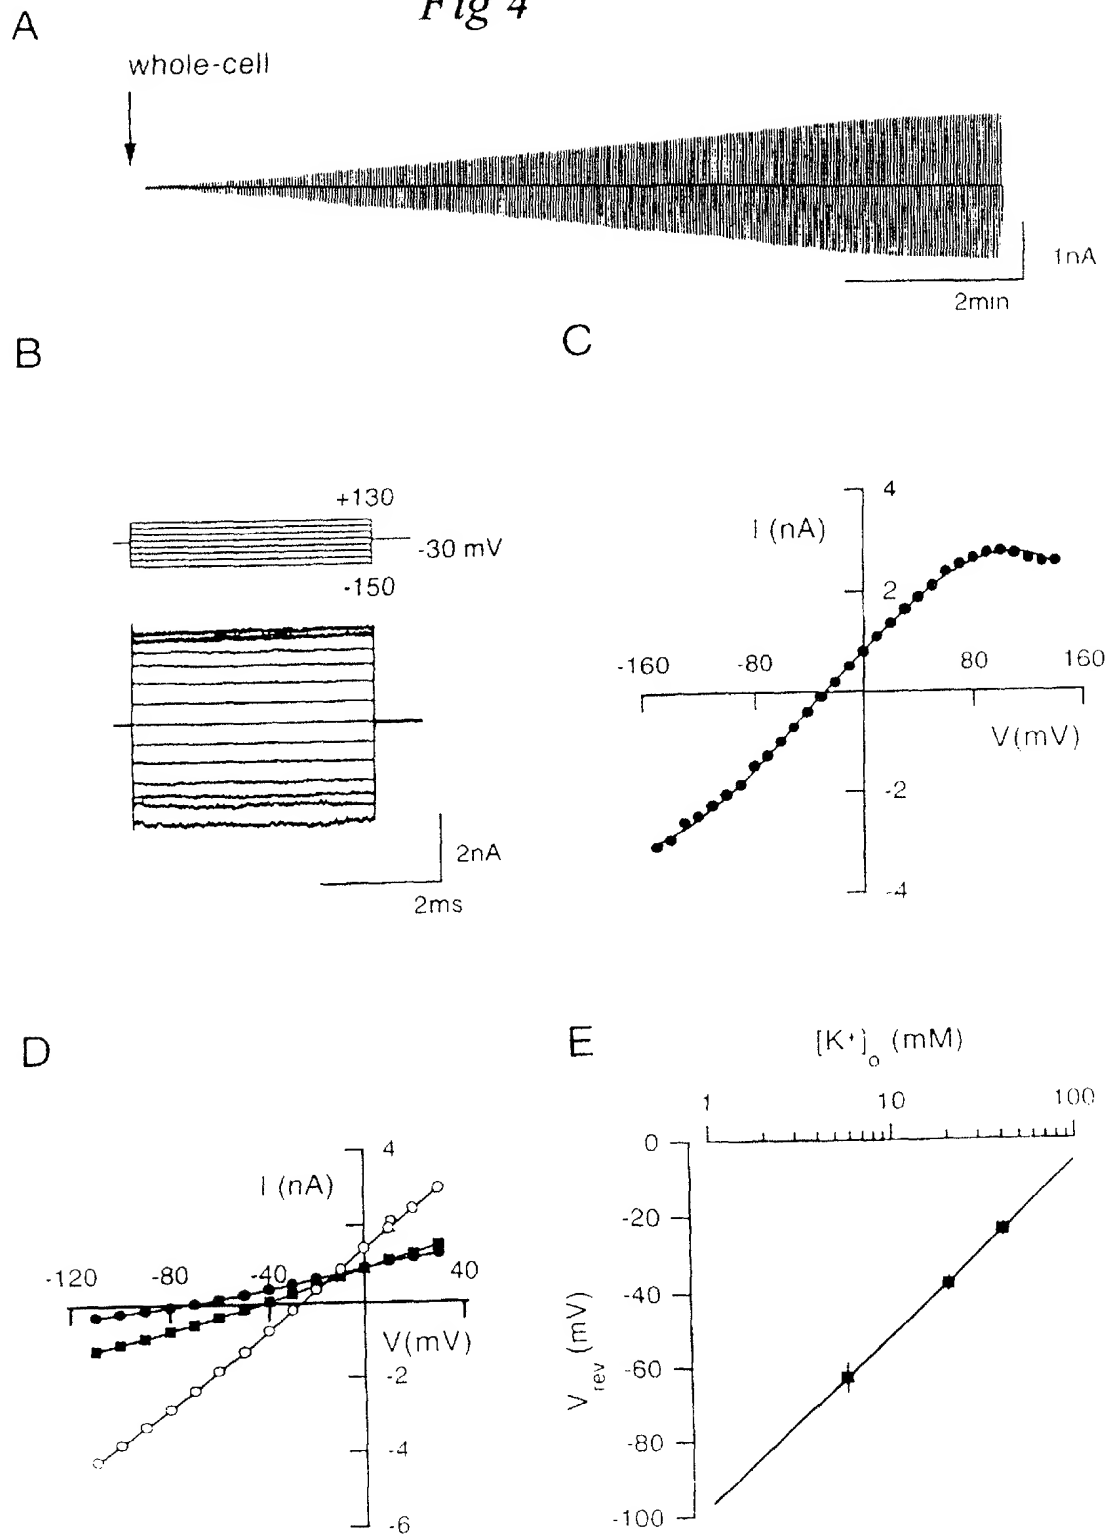 Fig 4
A
whole-cell
1nA
2min
B
+130
-30 mV
-150
2nA
2ms
C
4
I (nA)
2
-160 -80 80 160
V(mV)
-2
-4
D
4
I (nA)
-120 -80 -40 40
V(mV)
-2
-4
-6
E
[K+]o (mM)
1 10 100
0
-20
-40
-60
-80
-100
Vrev (mV)